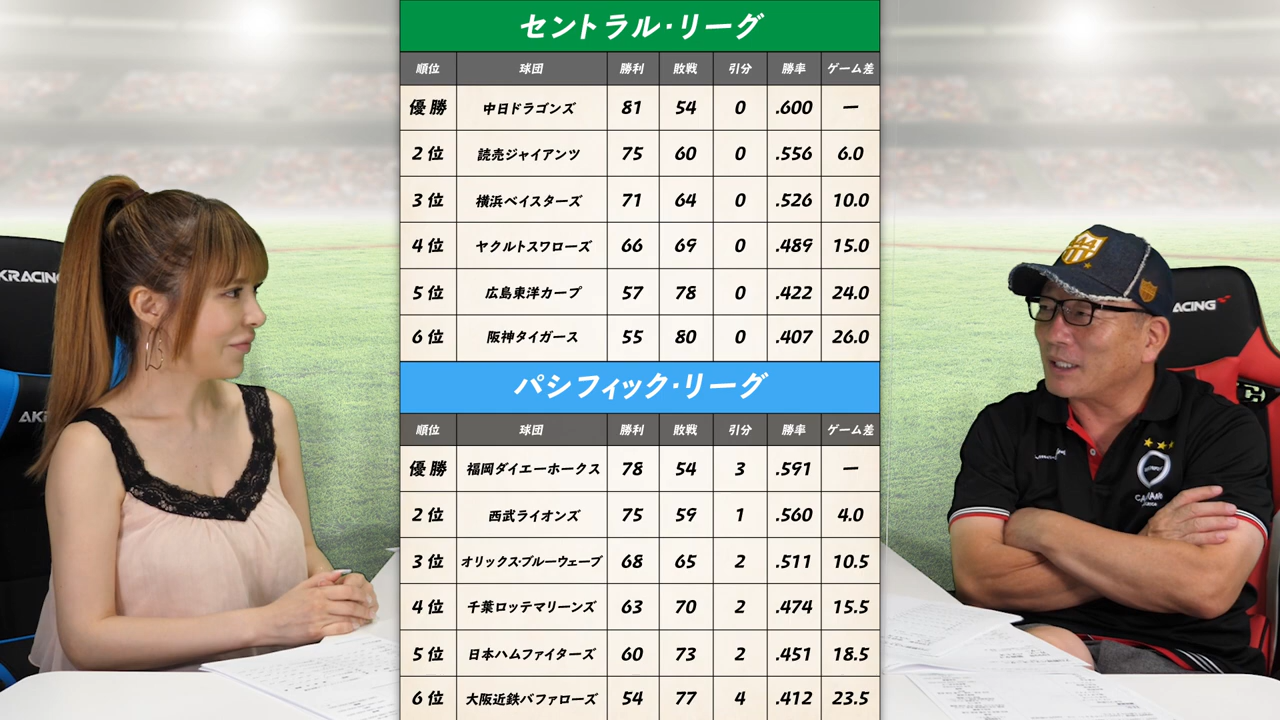 セントラル・リーグ
順位 球団 勝利 敗戦 引分 勝率 ゲーム差
優勝 中日ドラゴンズ 81 54 0 .600 ー
2位 読売ジャイアンツ 75 60 0 .556 6.0
3位 横浜ベイスターズ 71 64 0 .526 10.0
4位 ヤクルトスワローズ 66 69 0 .489 15.0
5位 広島東洋カープ 57 78 0 .422 24.0
6位 阪神タイガース 55 80 0 .407 26.0
パシフィック・リーグ
順位 球団 勝利 敗戦 引分 勝率 ゲーム差
優勝 福岡ダイエーホークス 78 54 3 .591 ー
2位 西武ライオンズ 75 59 1 .560 4.0
3位 オリックス・ブルーウェーブ 68 65 2 .511 10.5
4位 千葉ロッテマリーンズ 63 70 2 .474 15.5
5位 日本ハムファイターズ 60 73 2 .451 18.5
6位 大阪近鉄バファローズ 54 77 4 .412 23.5
KRACING
AK
44
ACING